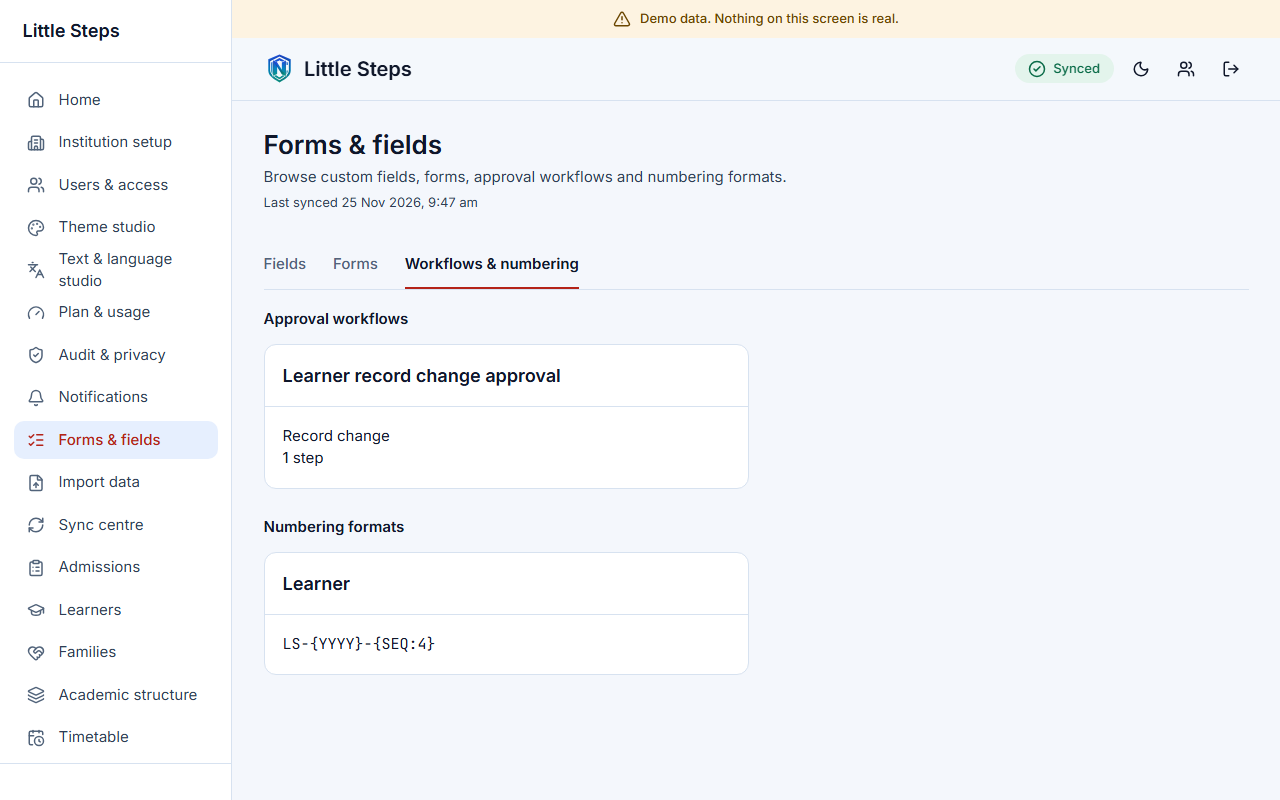 Little Steps
Home
Institution setup
Users & access
Theme studio
Text & language
studio
Plan & usage
Audit & privacy
Notifications
Forms & fields
Import data
Sync centre
Admissions
Learners
Families
Academic structure
Timetable
Demo data. Nothing on this screen is real.
Little Steps
Synced
Forms & fields
Browse custom fields, forms, approval workflows and numbering formats.
Last synced 25 Nov 2026, 9:47 am
Fields
Forms
Workflows & numbering
Approval workflows
Learner record change approval
Record change
1 step
Numbering formats
Learner
LS-{YYYY}-{SEQ:4}